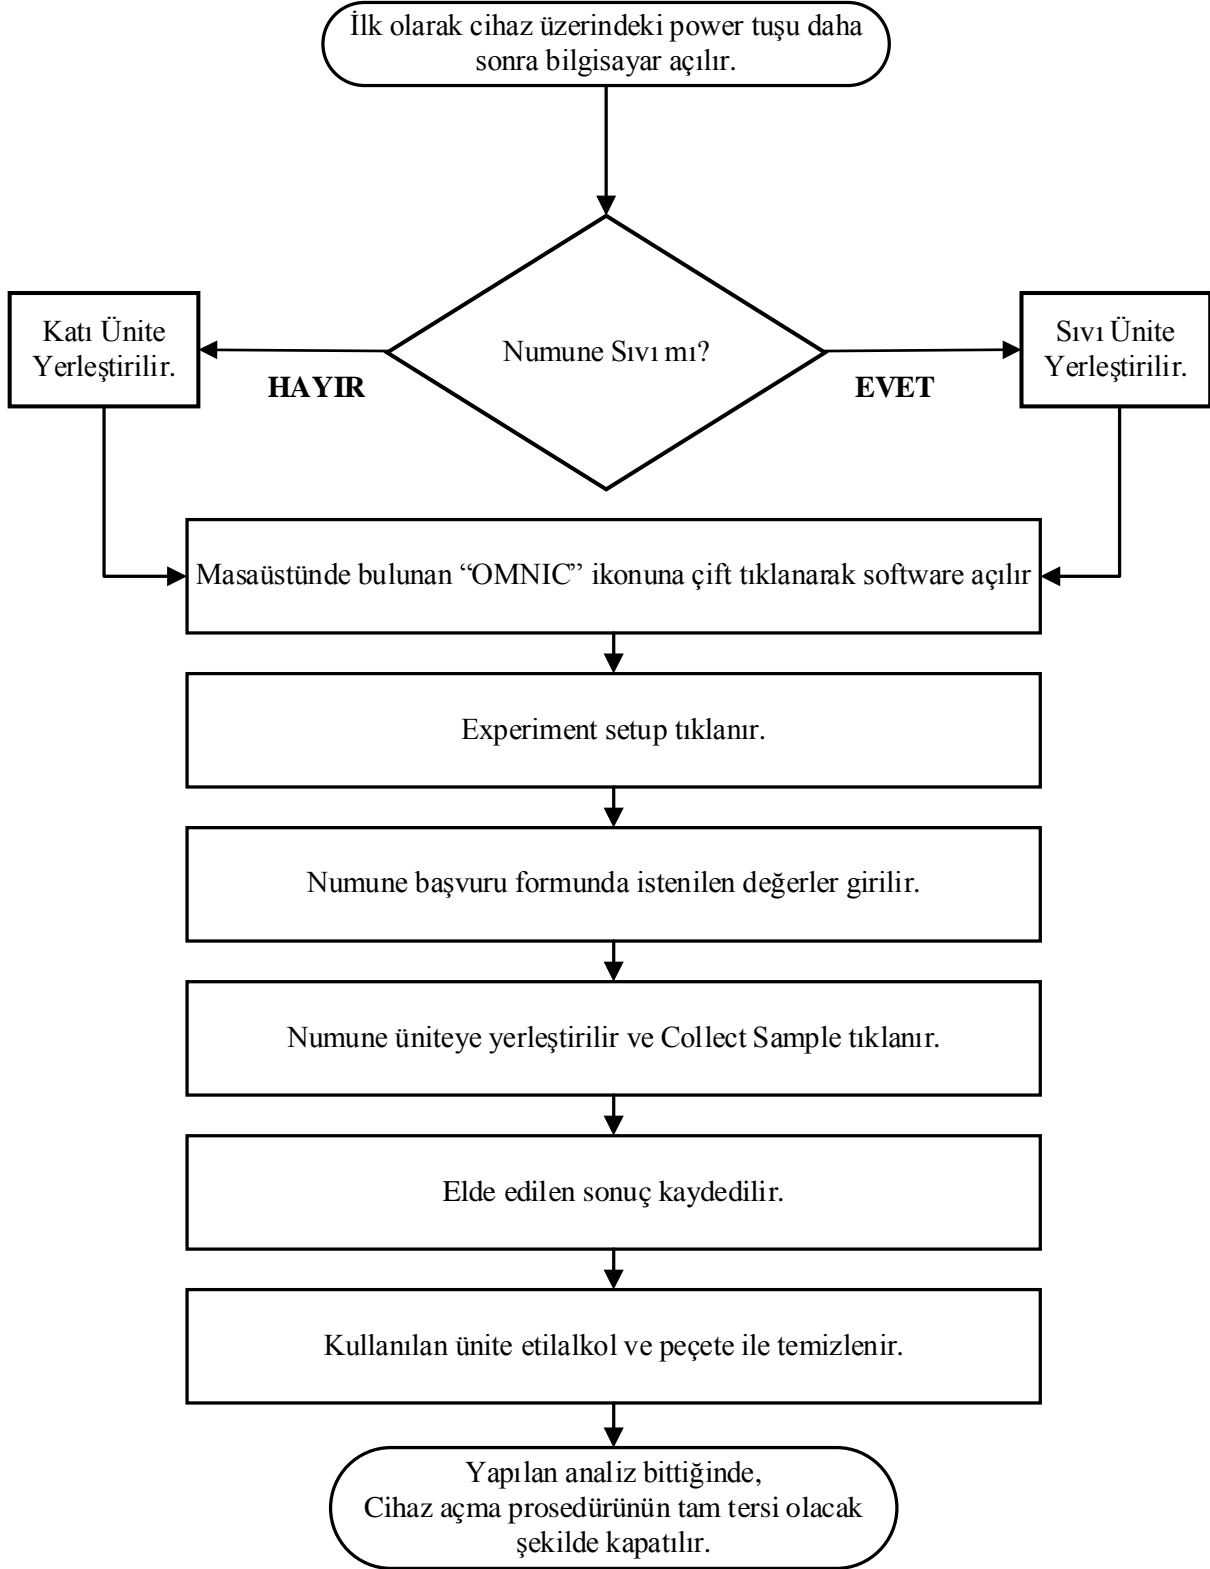 İlk olarak cihaz üzerindeki power tuşu daha
sonra bilgisayar açılır.
Katı Ünite
Yerleştirilir.
HAYIR
Numune Sıvı mı?
EVET
Sıvı Ünite
Yerleştirilir.
Masaüstünde bulunan “OMNIC” ikonuna çift tıklanarak software açılır
Experiment setup tıklanır.
Numune başvuru formunda istenilen değerler girilir.
Numune üniteye yerleştirilir ve Collect Sample tıklanır.
Elde edilen sonuç kaydedilir.
Kullanılan ünite etilalkol ve peçete ile temizlenir.
Yapılan analiz bittiğinde,
Cihaz açma prosedürünün tam tersi olacak
şekilde kapatılır.